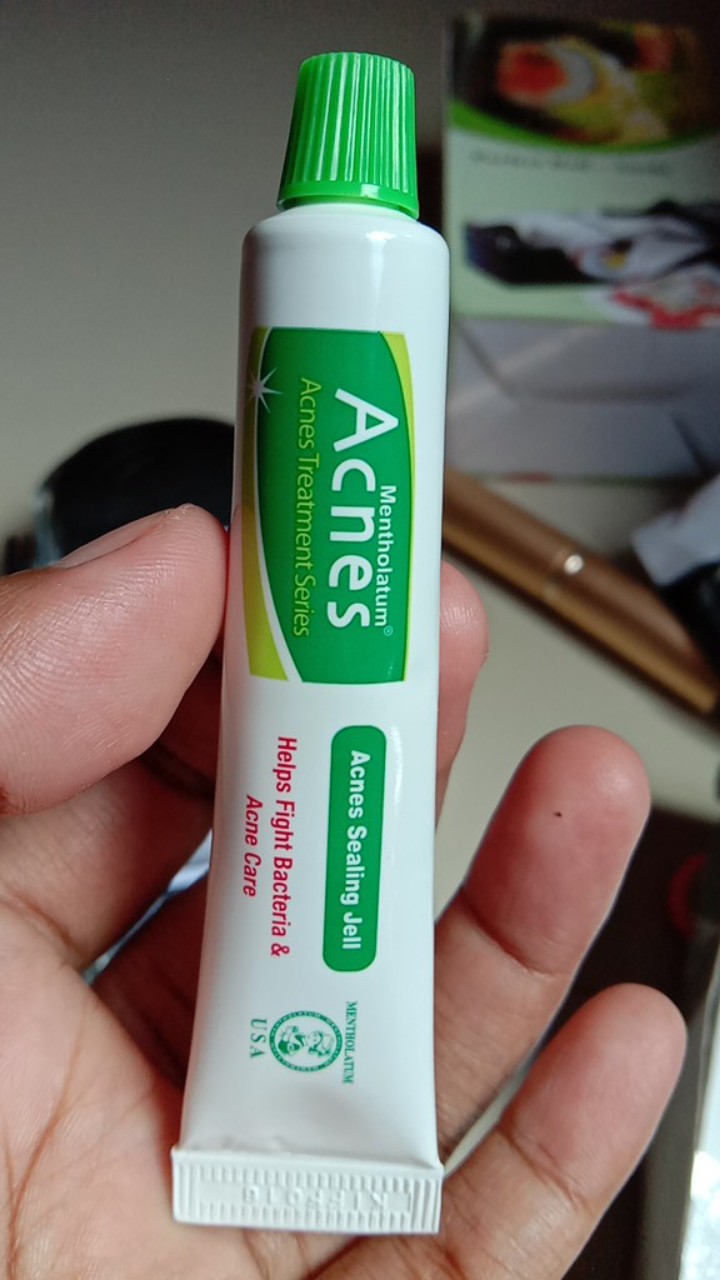 Mentholatum®
Acnes
Acnes Treatment Series
Acnes Sealing Jell
Helps Fight Bacteria &
Acne Care
MENTHOLATUM
USA